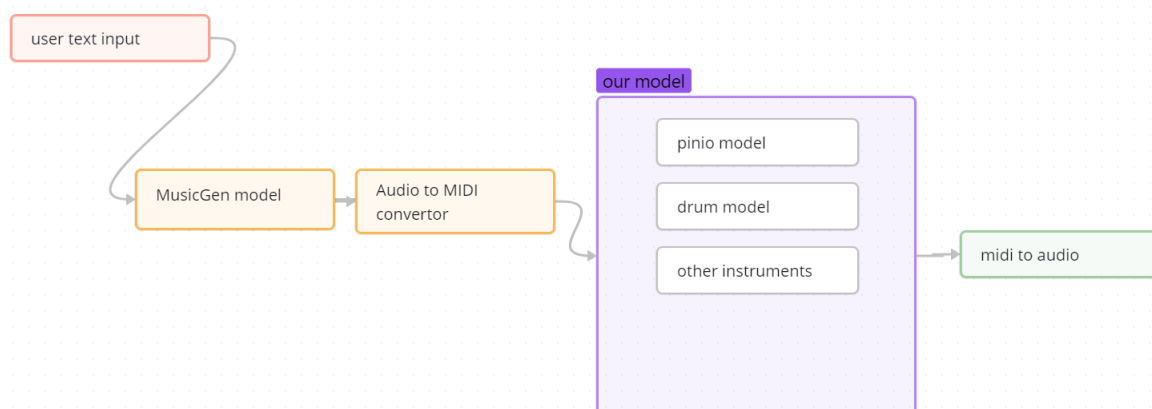 user text input
our model
pinio model
MusicGen model
Audio to MIDI
convertor
drum model
other instruments
midi to audio